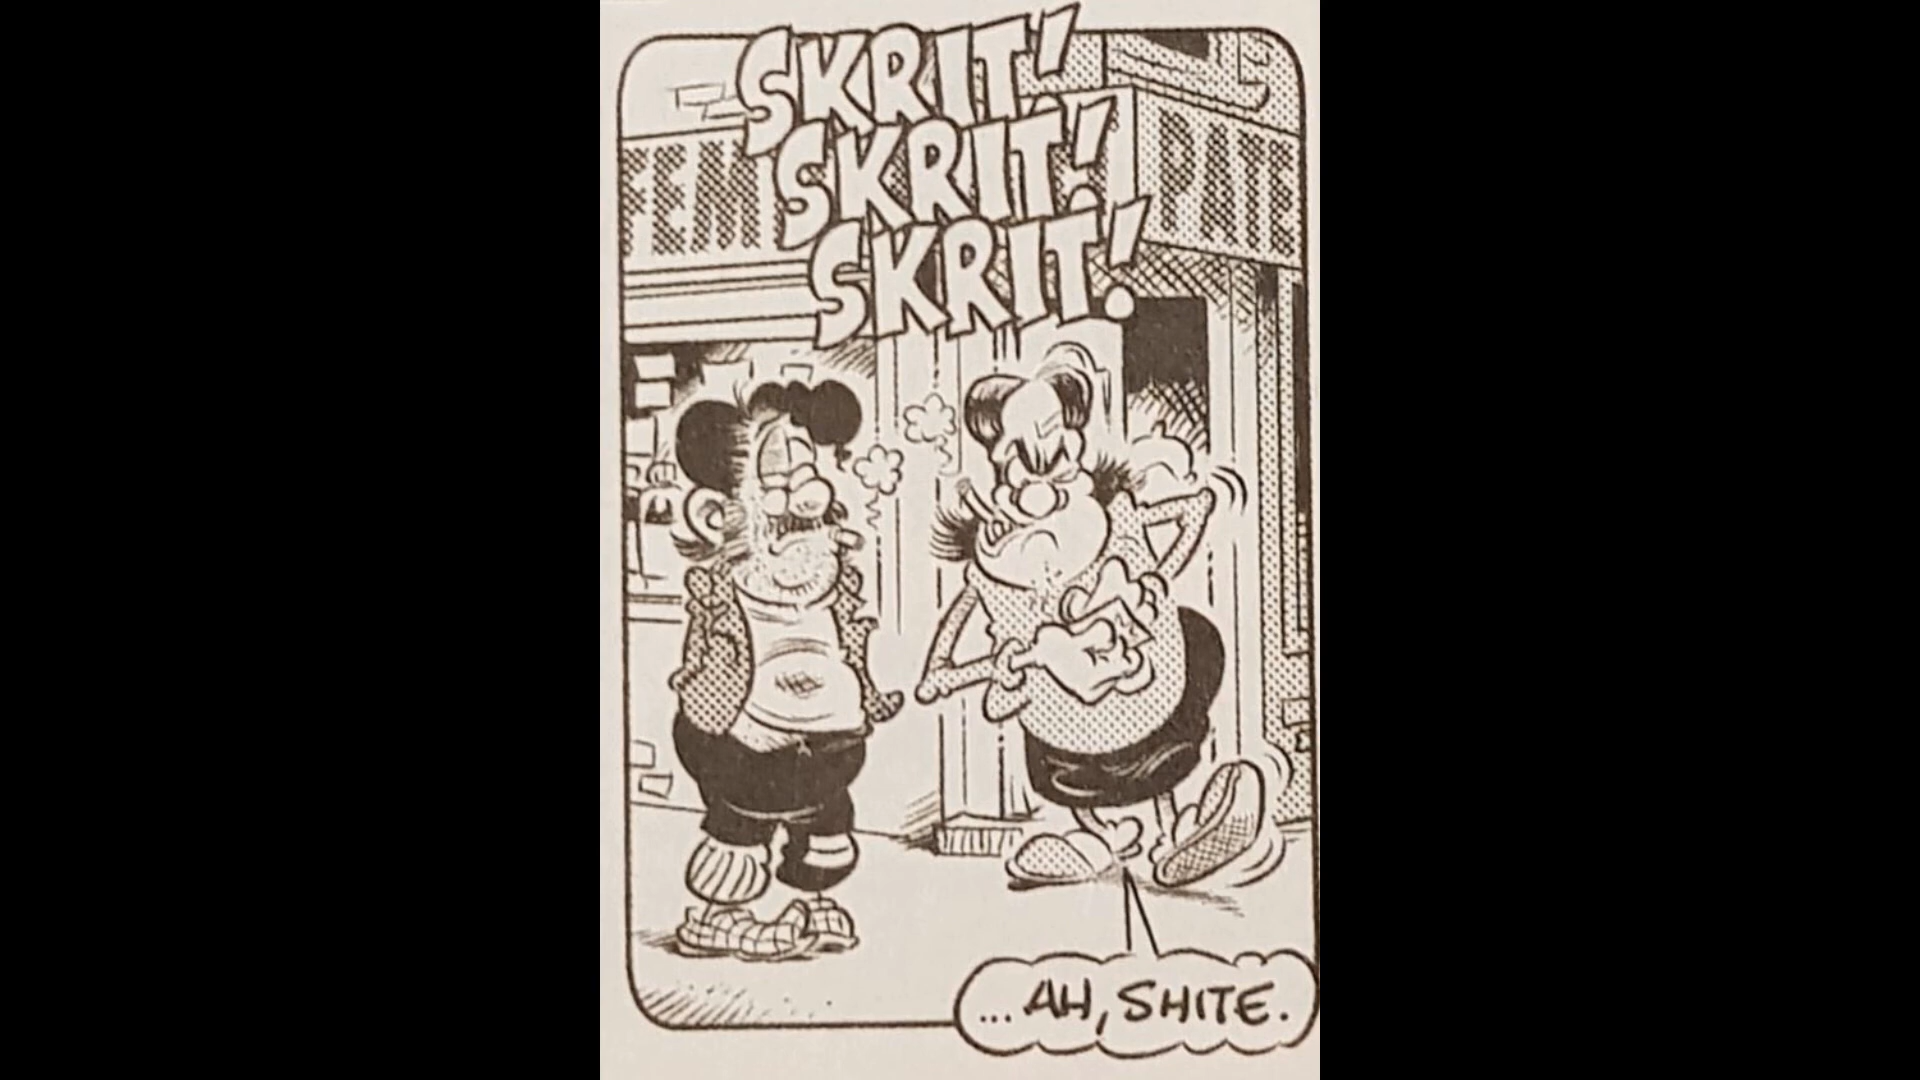 SKRIT!
SKRIT!
SKRIT!
FEM
PATE
...AH, SHITE.